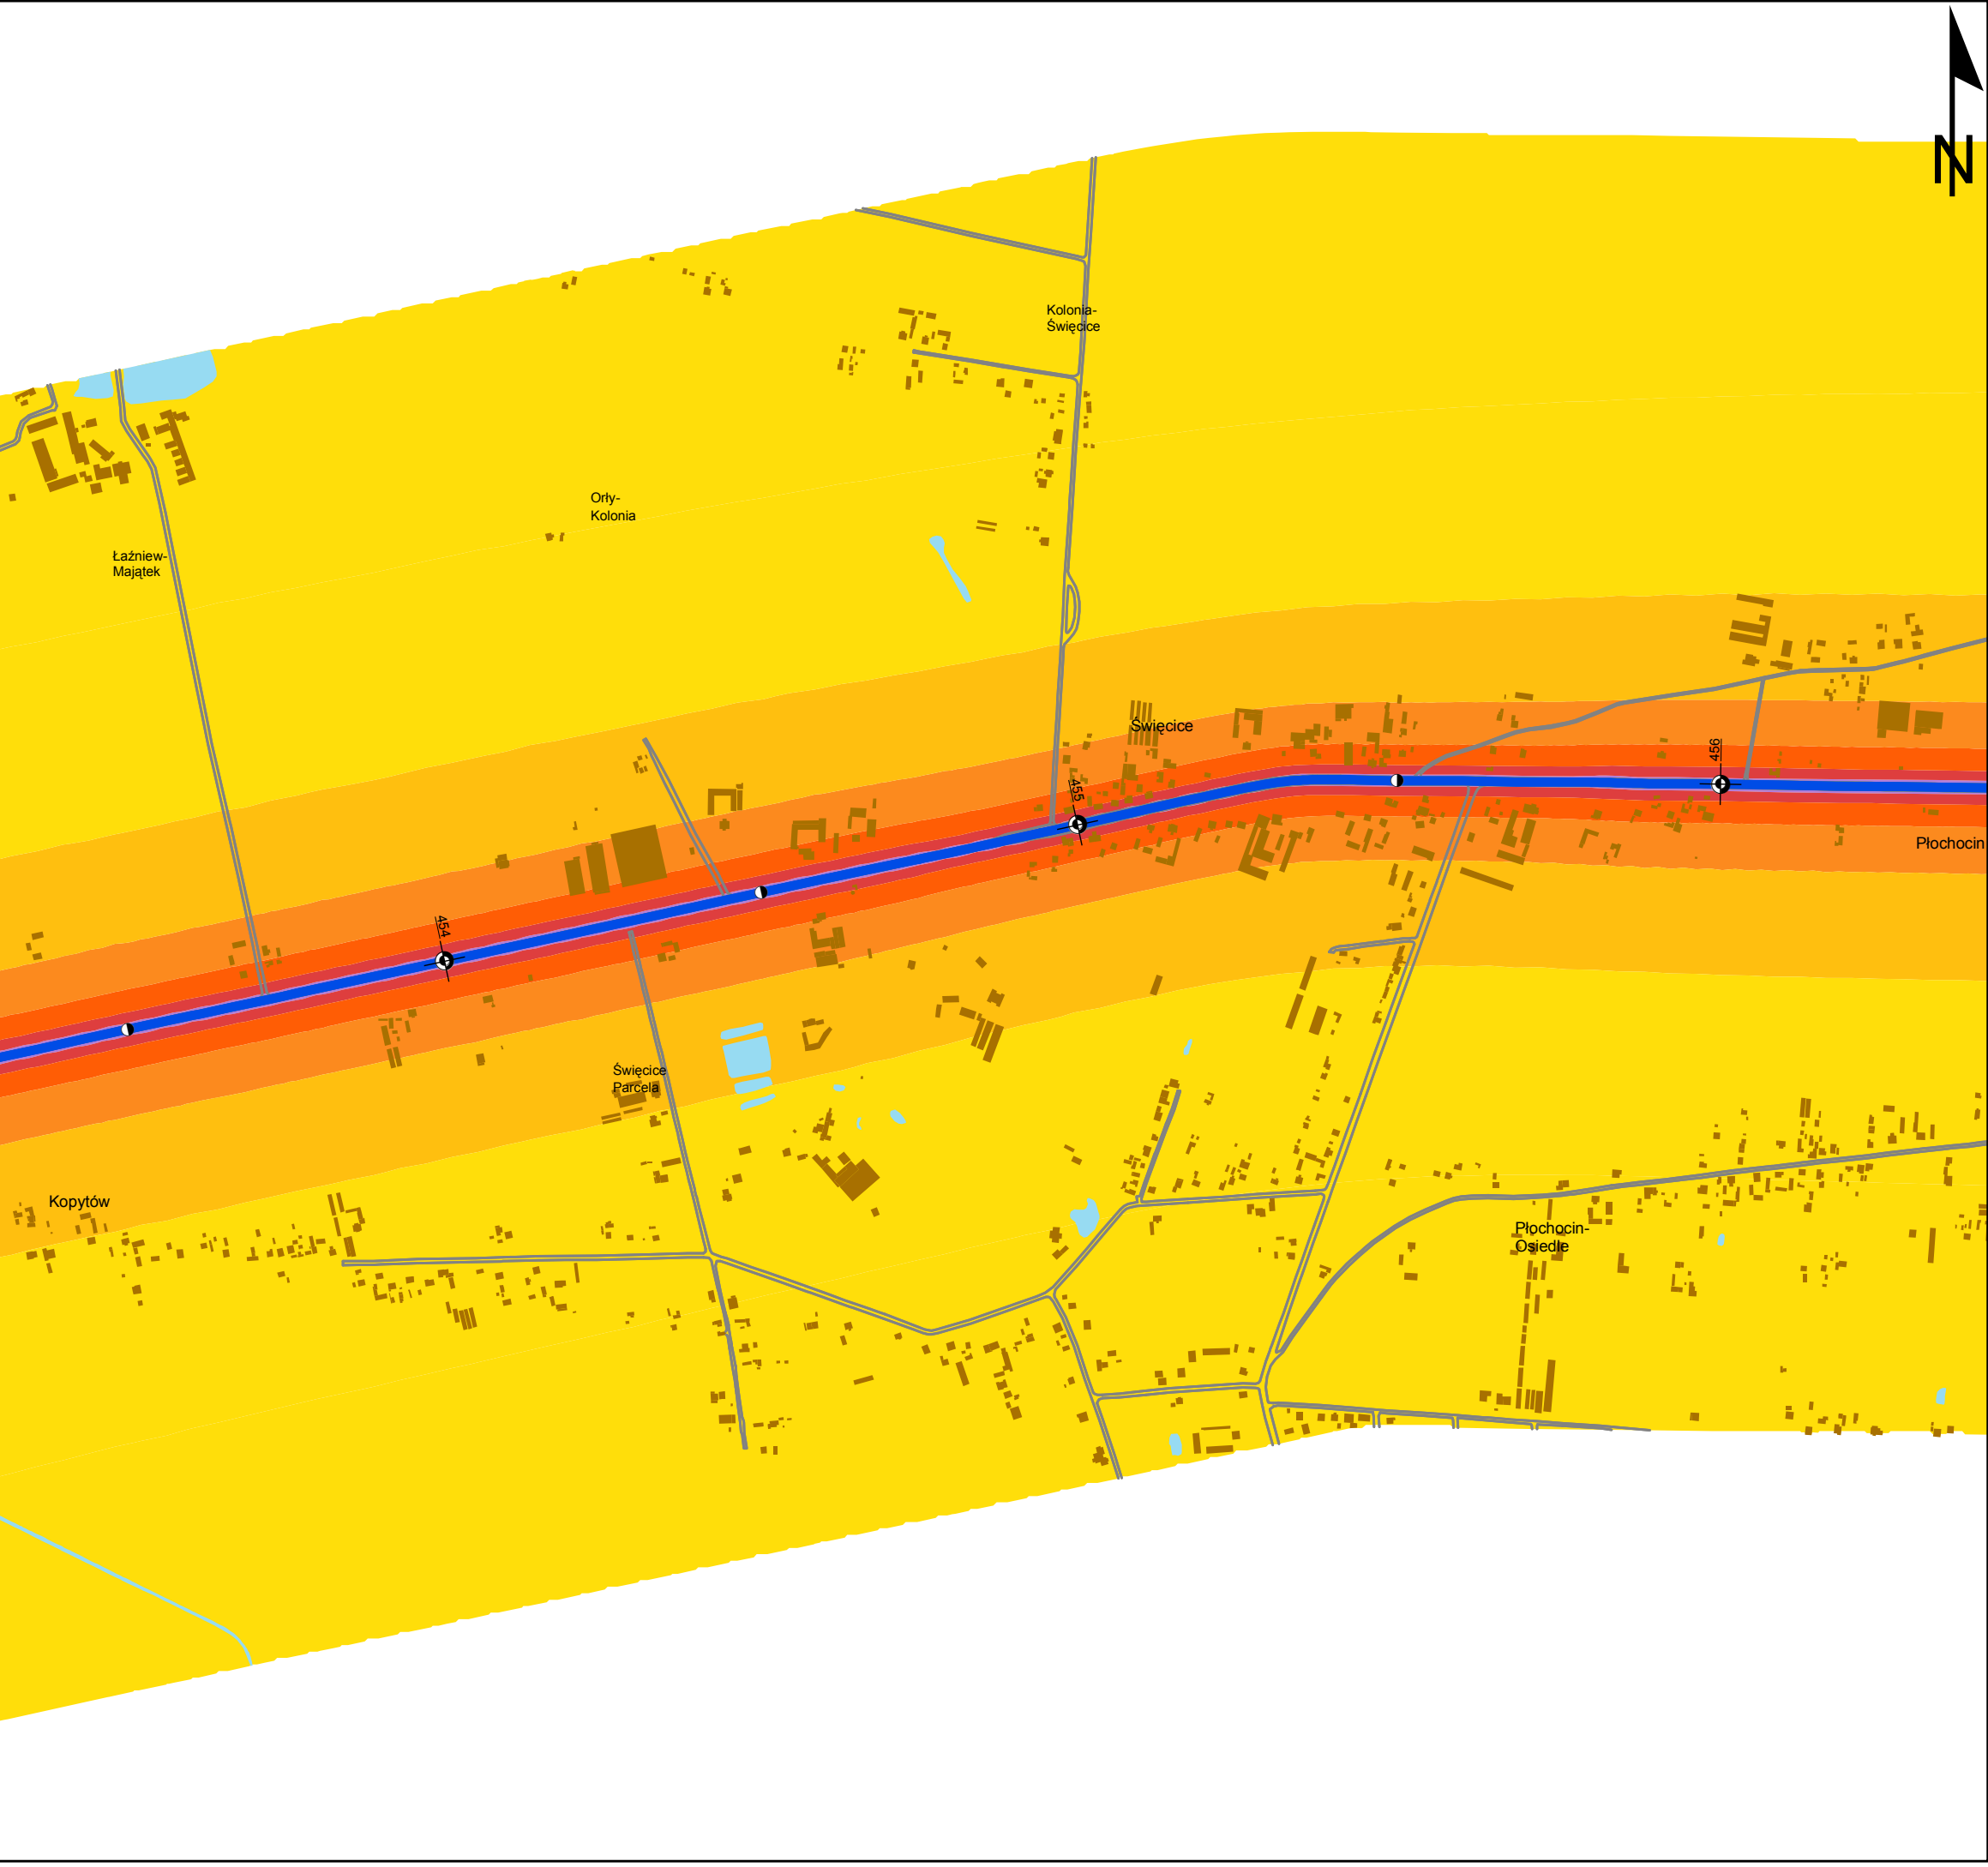 N
Kolonia-
Święcice
Orły-
Kolonia
Łaźniew-
Majątek
Święcice
456
455
Płochocin
454
Święcice
Parcela
Kopytów
Płochocin-
Osiedle